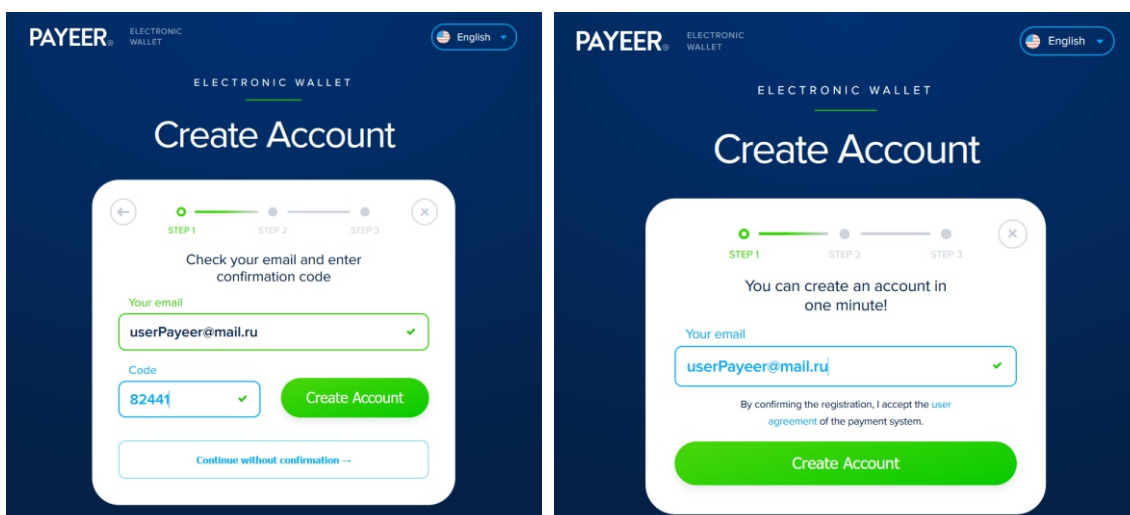 PAYEER® ELECTRONIC
WALLET
English
ELECTRONIC WALLET
Create Account
STEP 1 STEP 2 STEP 3
Check your email and enter
confirmation code
Your email
userPayeer@mail.ru
Code
82441
Create Account
Continue without confirmation →
PAYEER® ELECTRONIC
WALLET
English
ELECTRONIC WALLET
Create Account
STEP 1 STEP 2 STEP 3
You can create an account in
one minute!
Your email
userPayeer@mail.ru
By confirming the registration, I accept the user
agreement of the payment system.
Create Account